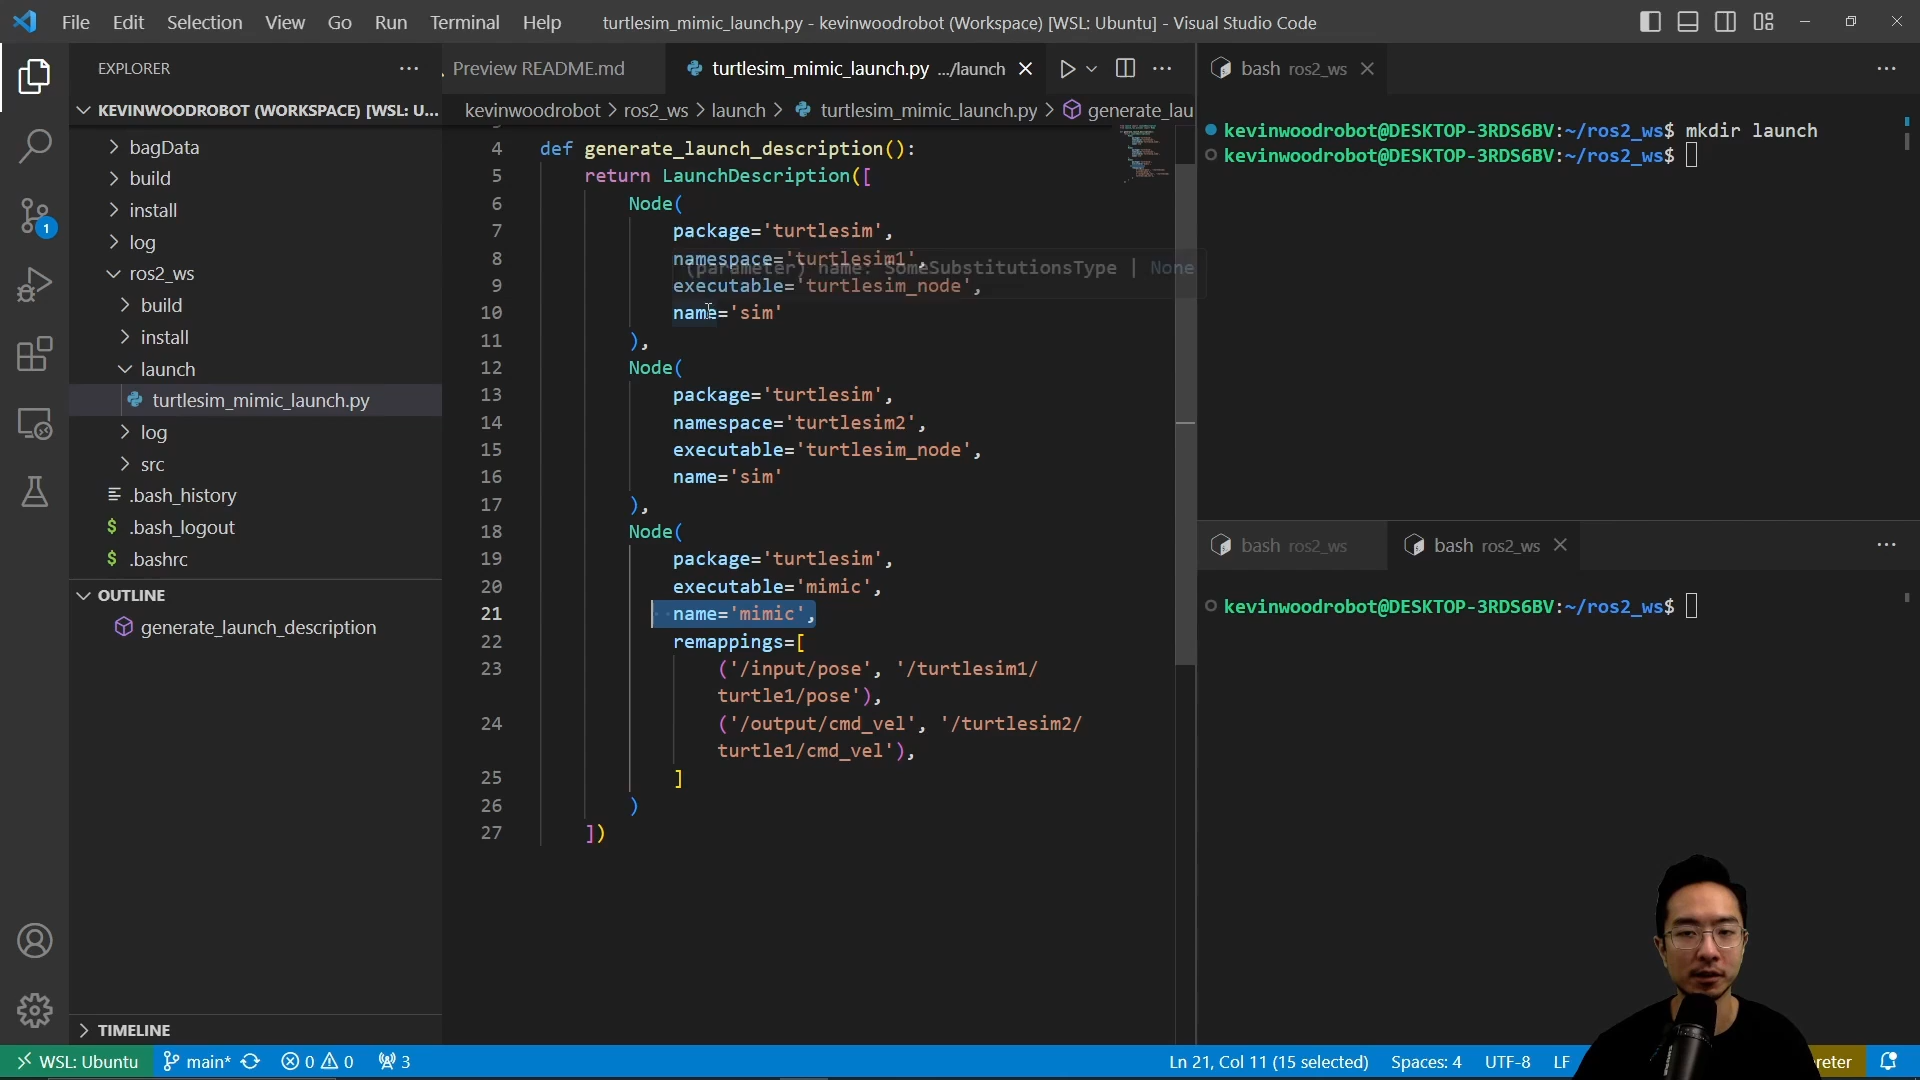 File Edit Selection View Go Run Terminal Help
turtlesim_mimic_launch.py - kevinwoodrobot (Workspace) [WSL: Ubuntu] - Visual Studio Code
EXPLORER
KEVINWOODROBOT (WORKSPACE) [WSL: U...
bagData
build
install
log
ros2_ws
build
install
launch
turtlesim_mimic_launch.py
log
src
.bash_history
$ .bash_logout
$ .bashrc
OUTLINE
generate_launch_description
TIMELINE
1
Preview README.md
turtlesim_mimic_launch.py .../launch
kevinwoodrobot > ros2_ws > launch > turtlesim_mimic_launch.py > generate_lau
4 def generate_launch_description():
5 return LaunchDescription([
6 Node(
7 package='turtlesim',
8 namespace='turtlesim1',
(parameter) name: SomeSubstitutionsType | None
9 executable='turtlesim_node',
10 name='sim'
11 ),
12 Node(
13 package='turtlesim',
14 namespace='turtlesim2',
15 executable='turtlesim_node',
16 name='sim'
17 ),
18 Node(
19 package='turtlesim',
20 executable='mimic',
21 name='mimic',
22 remappings=[
23 ('/input/pose', '/turtlesim1/
turtle1/pose'),
24 ('/output/cmd_vel', '/turtlesim2/
turtle1/cmd_vel'),
25 ]
26 )
27 ])
bash ros2_ws
kevinwoodrobot@DESKTOP-3RDS6BV:~/ros2_ws$ mkdir launch
kevinwoodrobot@DESKTOP-3RDS6BV:~/ros2_ws$
bash ros2_ws
bash ros2_ws
kevinwoodrobot@DESKTOP-3RDS6BV:~/ros2_ws$
WSL: Ubuntu
main*
0
0
3
Ln 21, Col 11 (15 selected)
Spaces: 4
UTF-8
LF
reter